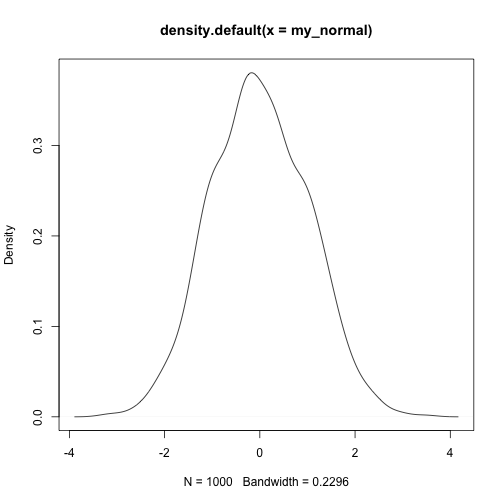 density.default(x = my_normal)
Density
0.3
0.2
0.1
0.0
-4 -2 0 2 4
N = 1000 Bandwidth = 0.2296